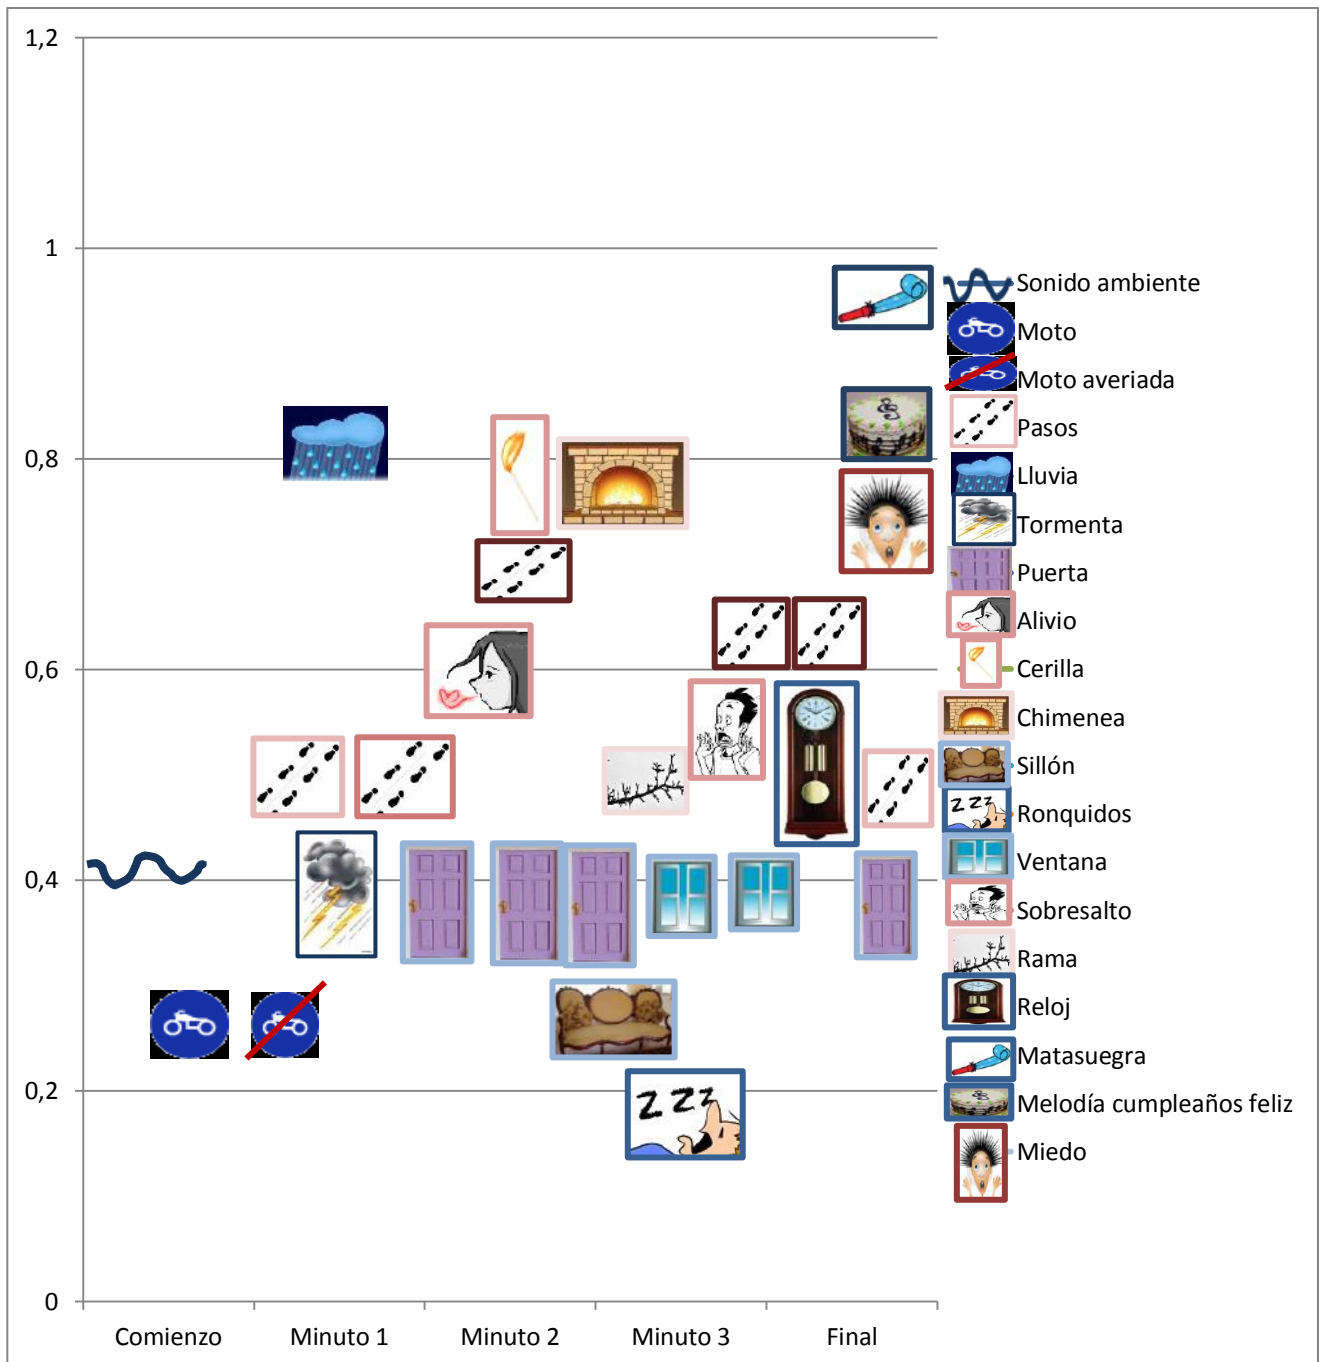 1,2
1
0,8
0,6
0,4
0,2
0
Comienzo
Minuto 1
Minuto 2
Minuto 3
Final
Sonido ambiente
Moto
Moto averiada
Pasos
Lluvia
Tormenta
Puerta
Alivio
Cerilla
Chimenea
Sillón
Ronquidos
Ventana
Sobresalto
Rama
Reloj
Matasuegra
Melodía cumpleaños feliz
Miedo
Z Z Z
Z Z Z